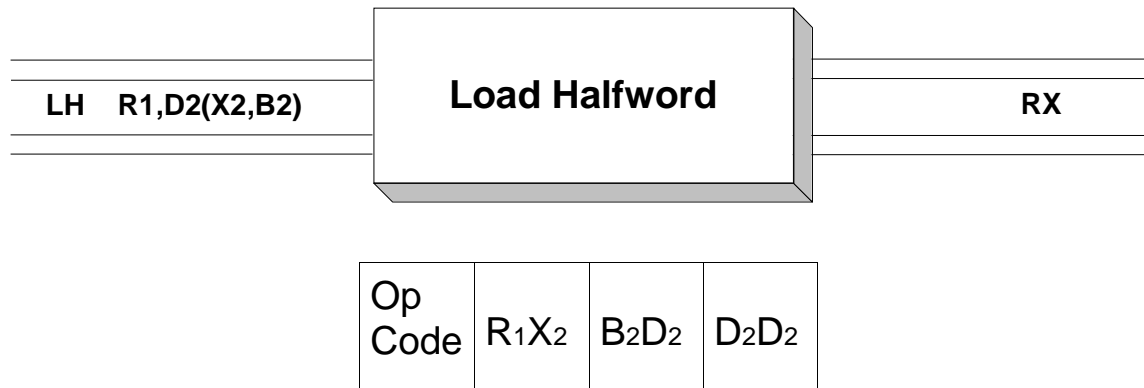 LH R1,D2(X2,B2) Load Halfword RX
Op Code R1X2 B2D2 D2D2